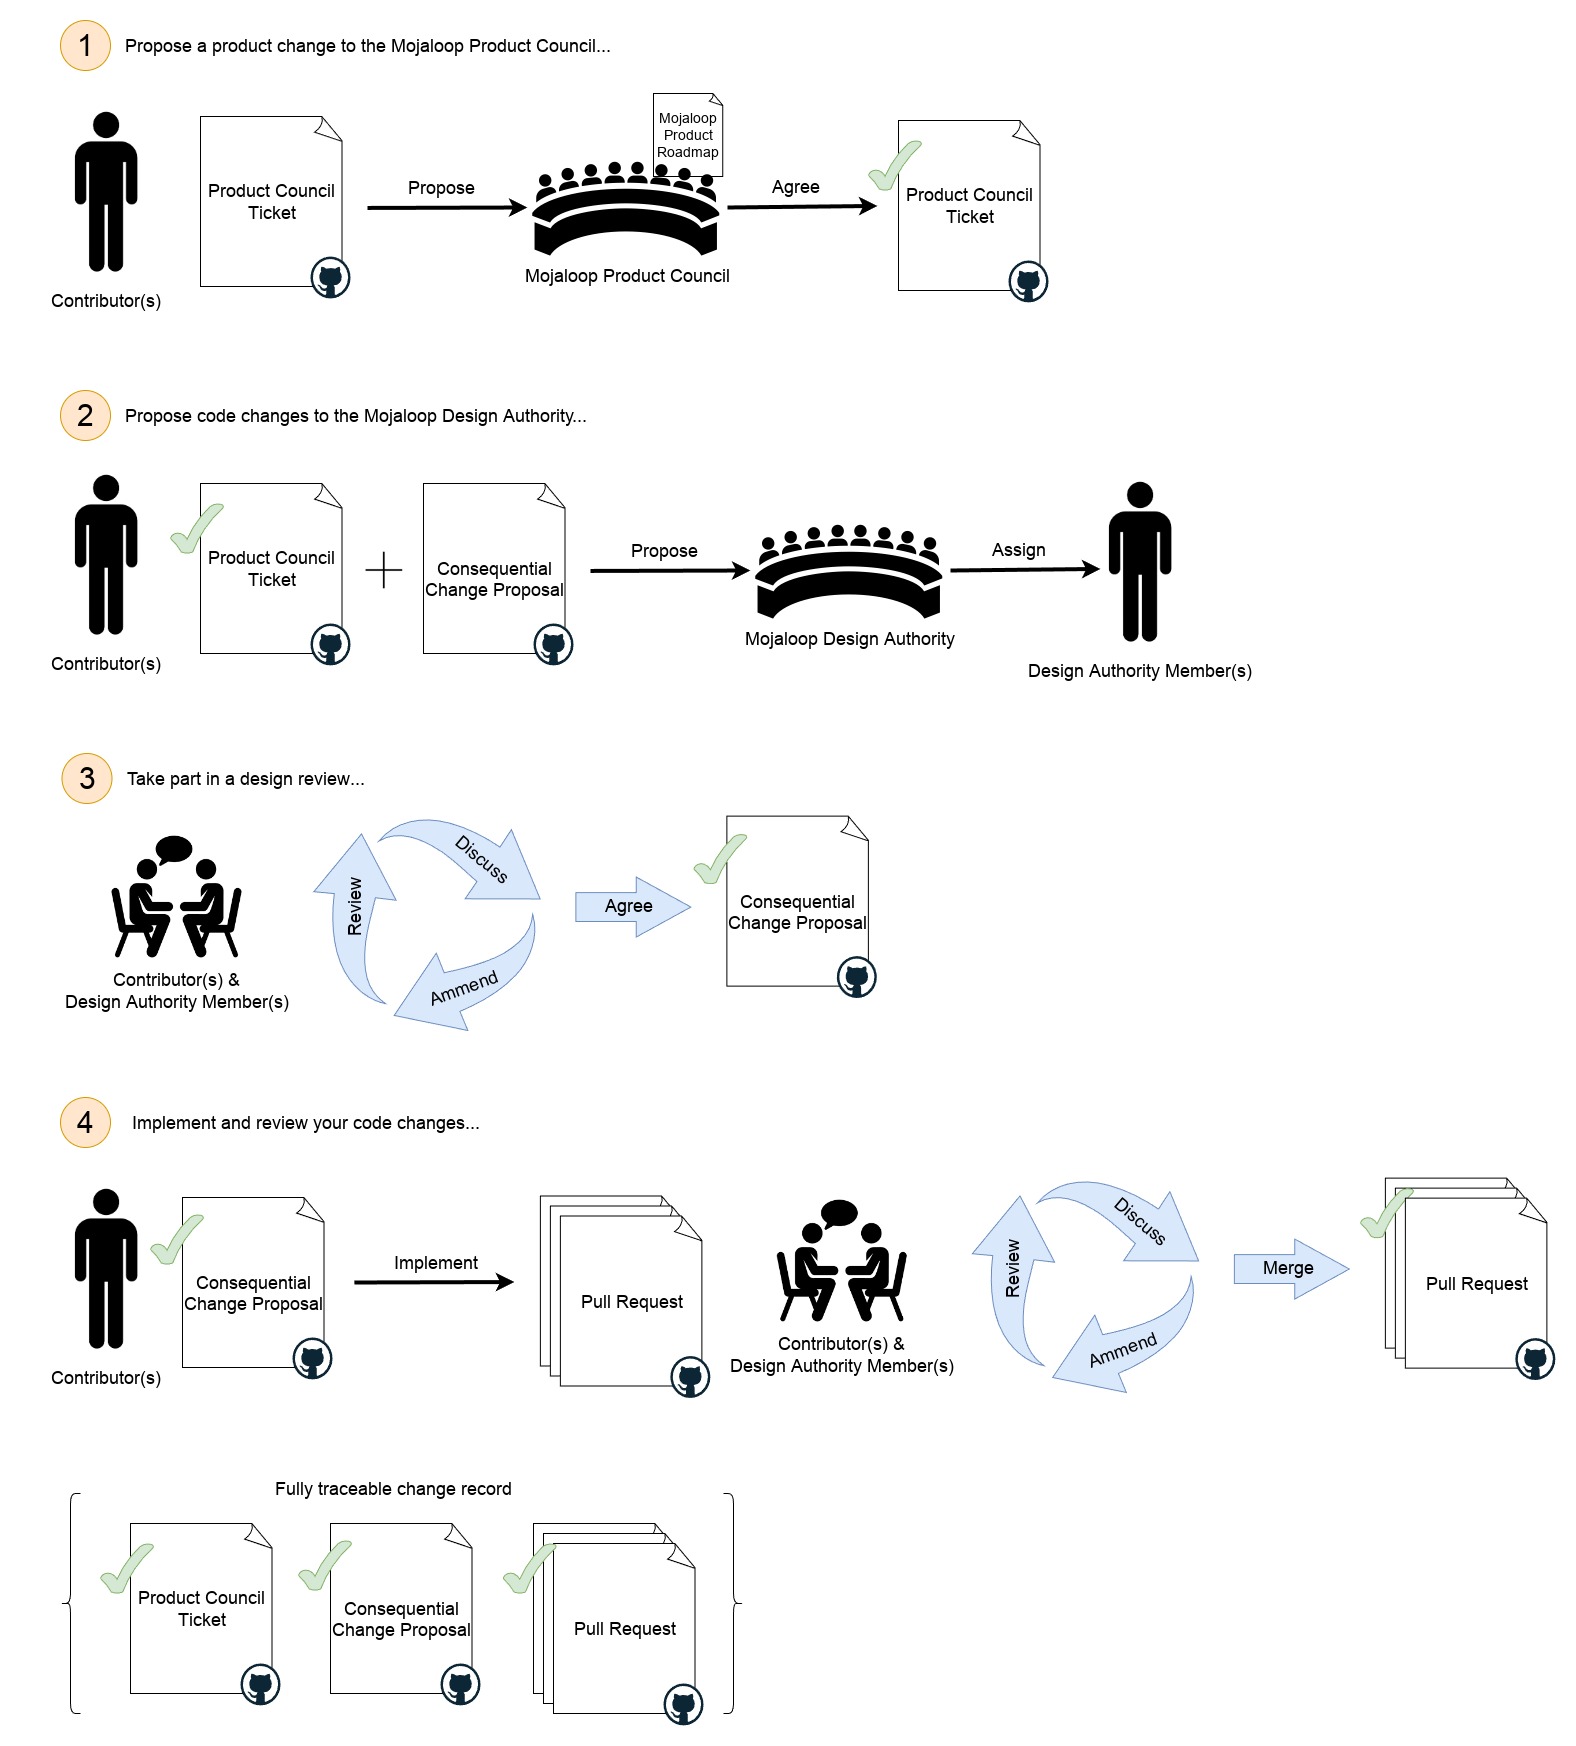 1
Propose a product change to the Mojaloop Product Council...
Mojaloop
Product
Roadmap
Product Council
Ticket
Propose
Agree
Product Council
Ticket
Mojaloop Product Council
Contributor(s)
2
Propose code changes to the Mojaloop Design Authority...
Product Council
Ticket
Consequential
Change Proposal
Propose
Assign
Mojaloop Design Authority
Contributor(s)
Design Authority Member(s)
3
Take part in a design review...
Discuss
Review
Ammend
Agree
Consequential
Change Proposal
Contributor(s) &
Design Authority Member(s)
4
Implement and review your code changes...
Consequential
Change Proposal
Implement
Pull Request
Contributor(s)
Contributor(s) &
Design Authority Member(s)
Discuss
Review
Ammend
Merge
Pull Request
Fully traceable change record
Product Council
Ticket
Consequential
Change Proposal
Pull Request